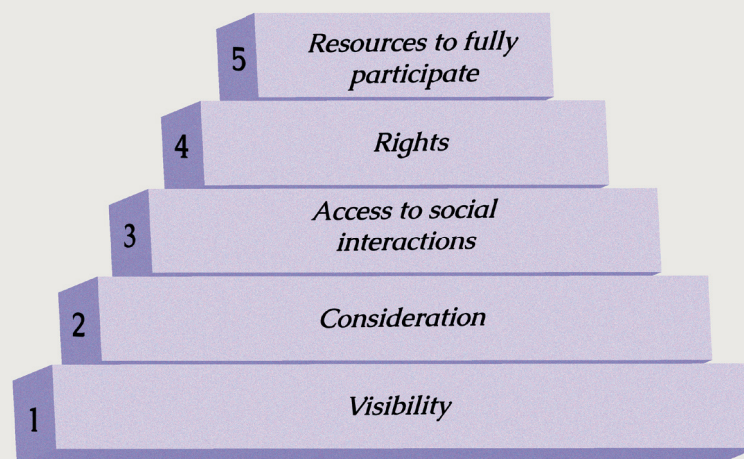 5
Resources to fully
participate
4
Rights
3
Access to social
interactions
2
Consideration
1
Visibility